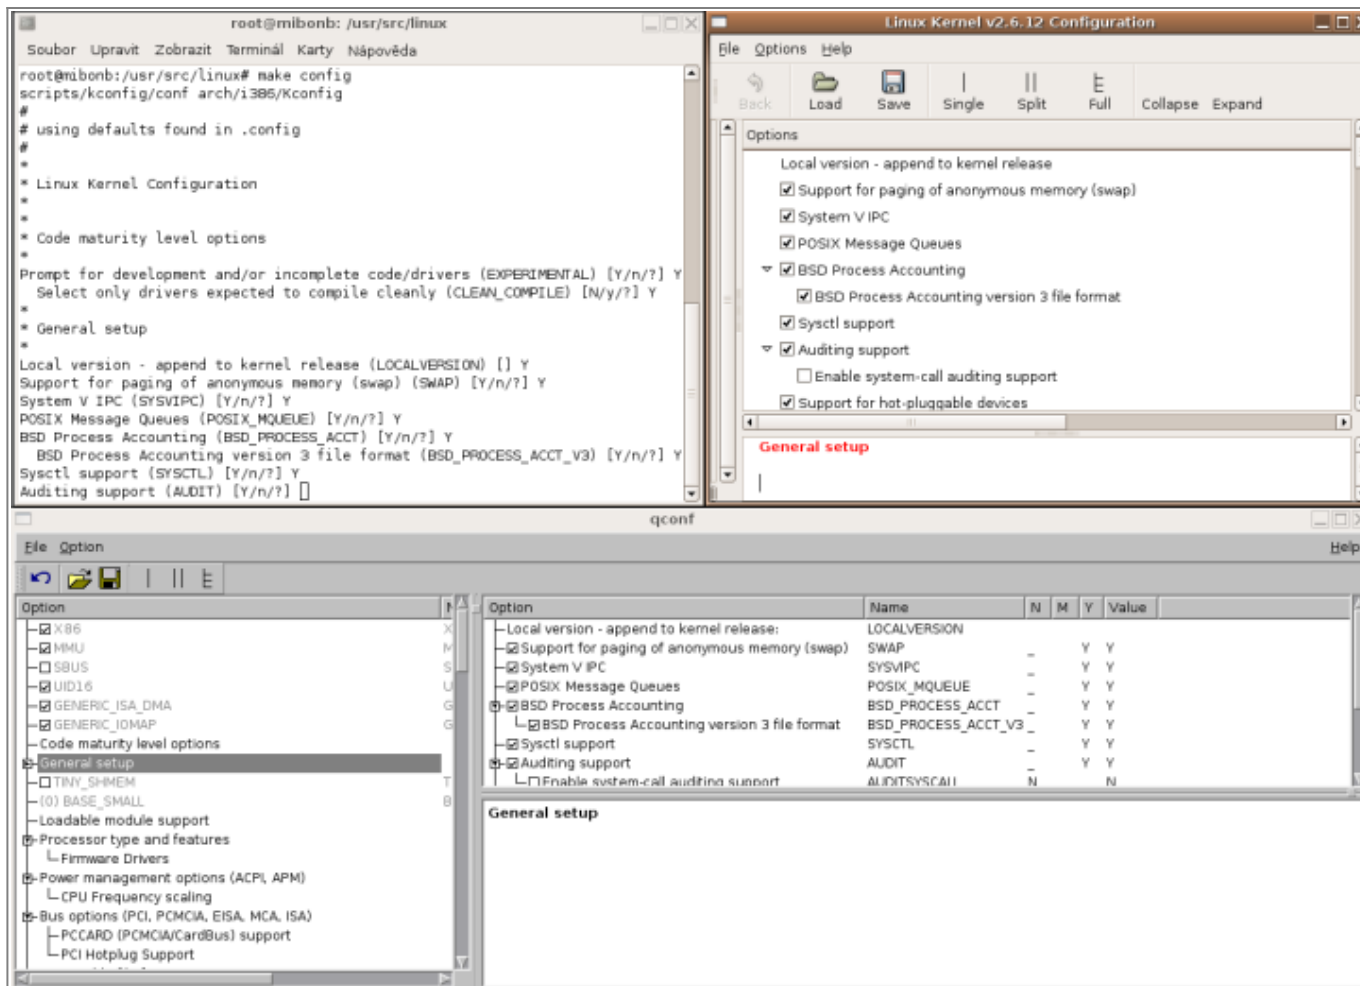 root@mibonb: /usr/src/linux
Soubor Upravit Zobrazit Terminál Karty Nápověda
root@mibonb:/usr/src/linux# make config
scripts/kconfig/conf arch/i386/Kconfig
#
# using defaults found in .config
#
*
* Linux Kernel Configuration
*
*
* Code maturity level options
*
Prompt for development and/or incomplete code/drivers (EXPERIMENTAL) [Y/n/?] Y
Select only drivers expected to compile cleanly (CLEAN_COMPILE) [N/y/?] Y
*
* General setup
*
Local version - append to kernel release (LOCALVERSION) [] Y
Support for paging of anonymous memory (swap) (SWAP) [Y/n/?] Y
System V IPC (SYSVIPC) [Y/n/?] Y
POSIX Message Queues (POSIX_MQUEUE) [Y/n/?] Y
BSD Process Accounting (BSD_PROCESS_ACCT) [Y/n/?] Y
BSD Process Accounting version 3 file format (BSD_PROCESS_ACCT_V3) [Y/n/?] Y
Sysctl support (SYSCTL) [Y/n/?] Y
Auditing support (AUDIT) [Y/n/?]
Linux Kernel v2.6.12 Configuration
File Options Help
Back Load Save Single Split Full Collapse Expand
Options
Local version - append to kernel release
Support for paging of anonymous memory (swap)
System V IPC
POSIX Message Queues
BSD Process Accounting
BSD Process Accounting version 3 file format
Sysctl support
Auditing support
Enable system-call auditing support
Support for hot-pluggable devices
General setup
qconf
File Option Help
Option N
X86 X
MMU M
SBUS S
UID16 U
GENERIC_ISA_DMA G
GENERIC_IOMAP G
Code maturity level options
General setup
TINY_SHMEM T
(0) BASE_SMALL B
Loadable module support
Processor type and features
Firmware Drivers
Power management options (ACPI, APM)
CPU Frequency scaling
Bus options (PCI, PCMCIA, EISA, MCA, ISA)
PCCARD (PCMCIA/CardBus) support
PCI Hotplug Support
Option Name N M Y Value
Local version - append to kernel release: LOCALVERSION
Support for paging of anonymous memory (swap) SWAP _ Y Y
System V IPC SYSVIPC _ Y Y
POSIX Message Queues POSIX_MQUEUE _ Y Y
BSD Process Accounting BSD_PROCESS_ACCT _ Y Y
BSD Process Accounting version 3 file format BSD_PROCESS_ACCT_V3 _ Y Y
Sysctl support SYSCTL _ Y Y
Auditing support AUDIT _ Y Y
Enable system-call auditing support AUDITSYSCALL N N
General setup